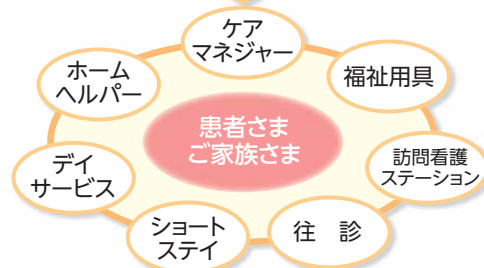 ケア
マネジャー
ホーム
ヘルパー
福祉用具
患者さま
ご家族さま
デイ
サービス
訪問看護
ステーション
ショート
ステイ
往　診